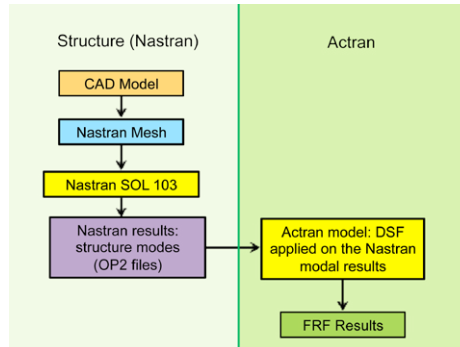 Structure (Nastran)
Actran
CAD Model
Nastran Mesh
Nastran SOL 103
Nastran results:
structure modes
(OP2 files)
Actran model: DSF
applied on the Nastran
modal results
FRF Results